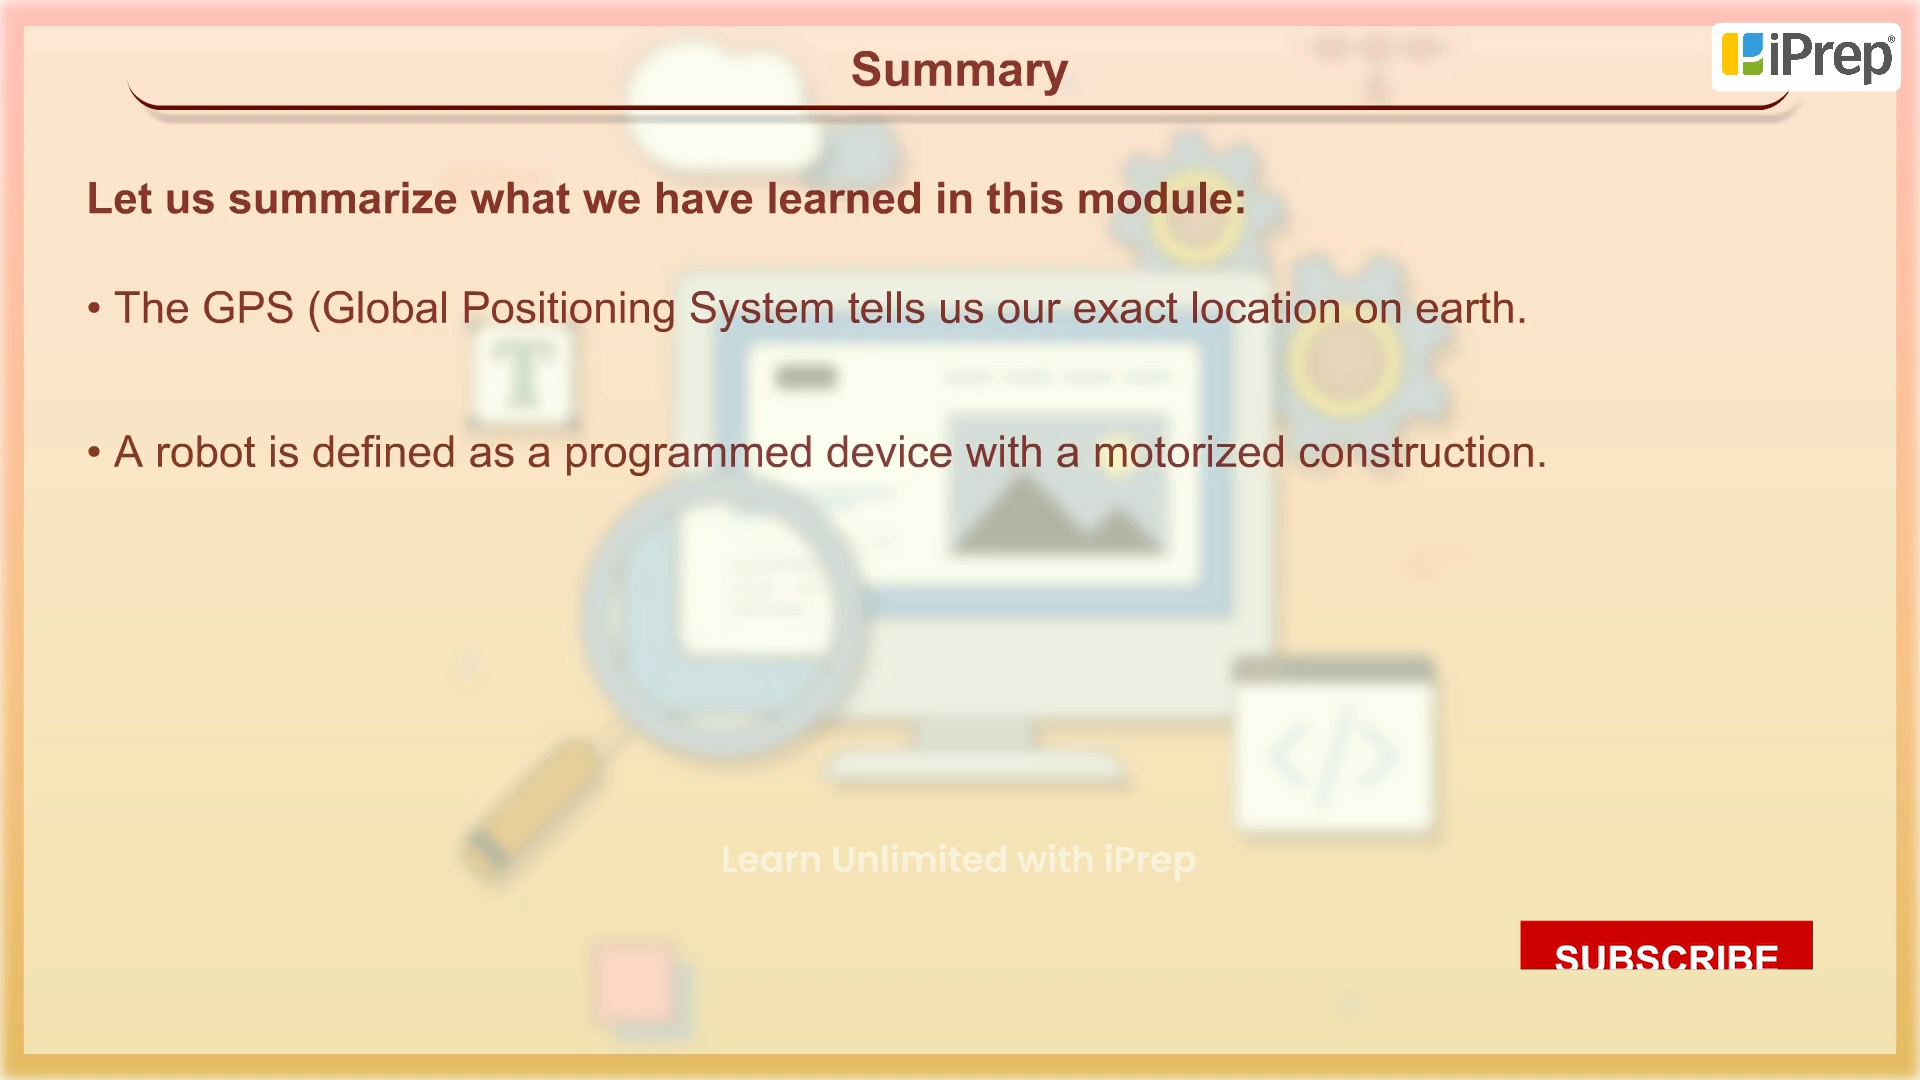 Summary
iPrep®
Let us summarize what we have learned in this module:
• The GPS (Global Positioning System tells us our exact location on earth.
T
• A robot is defined as a programmed device with a motorized construction.
</>
Learn Unlimited with iPrep
SUBSCRIBE